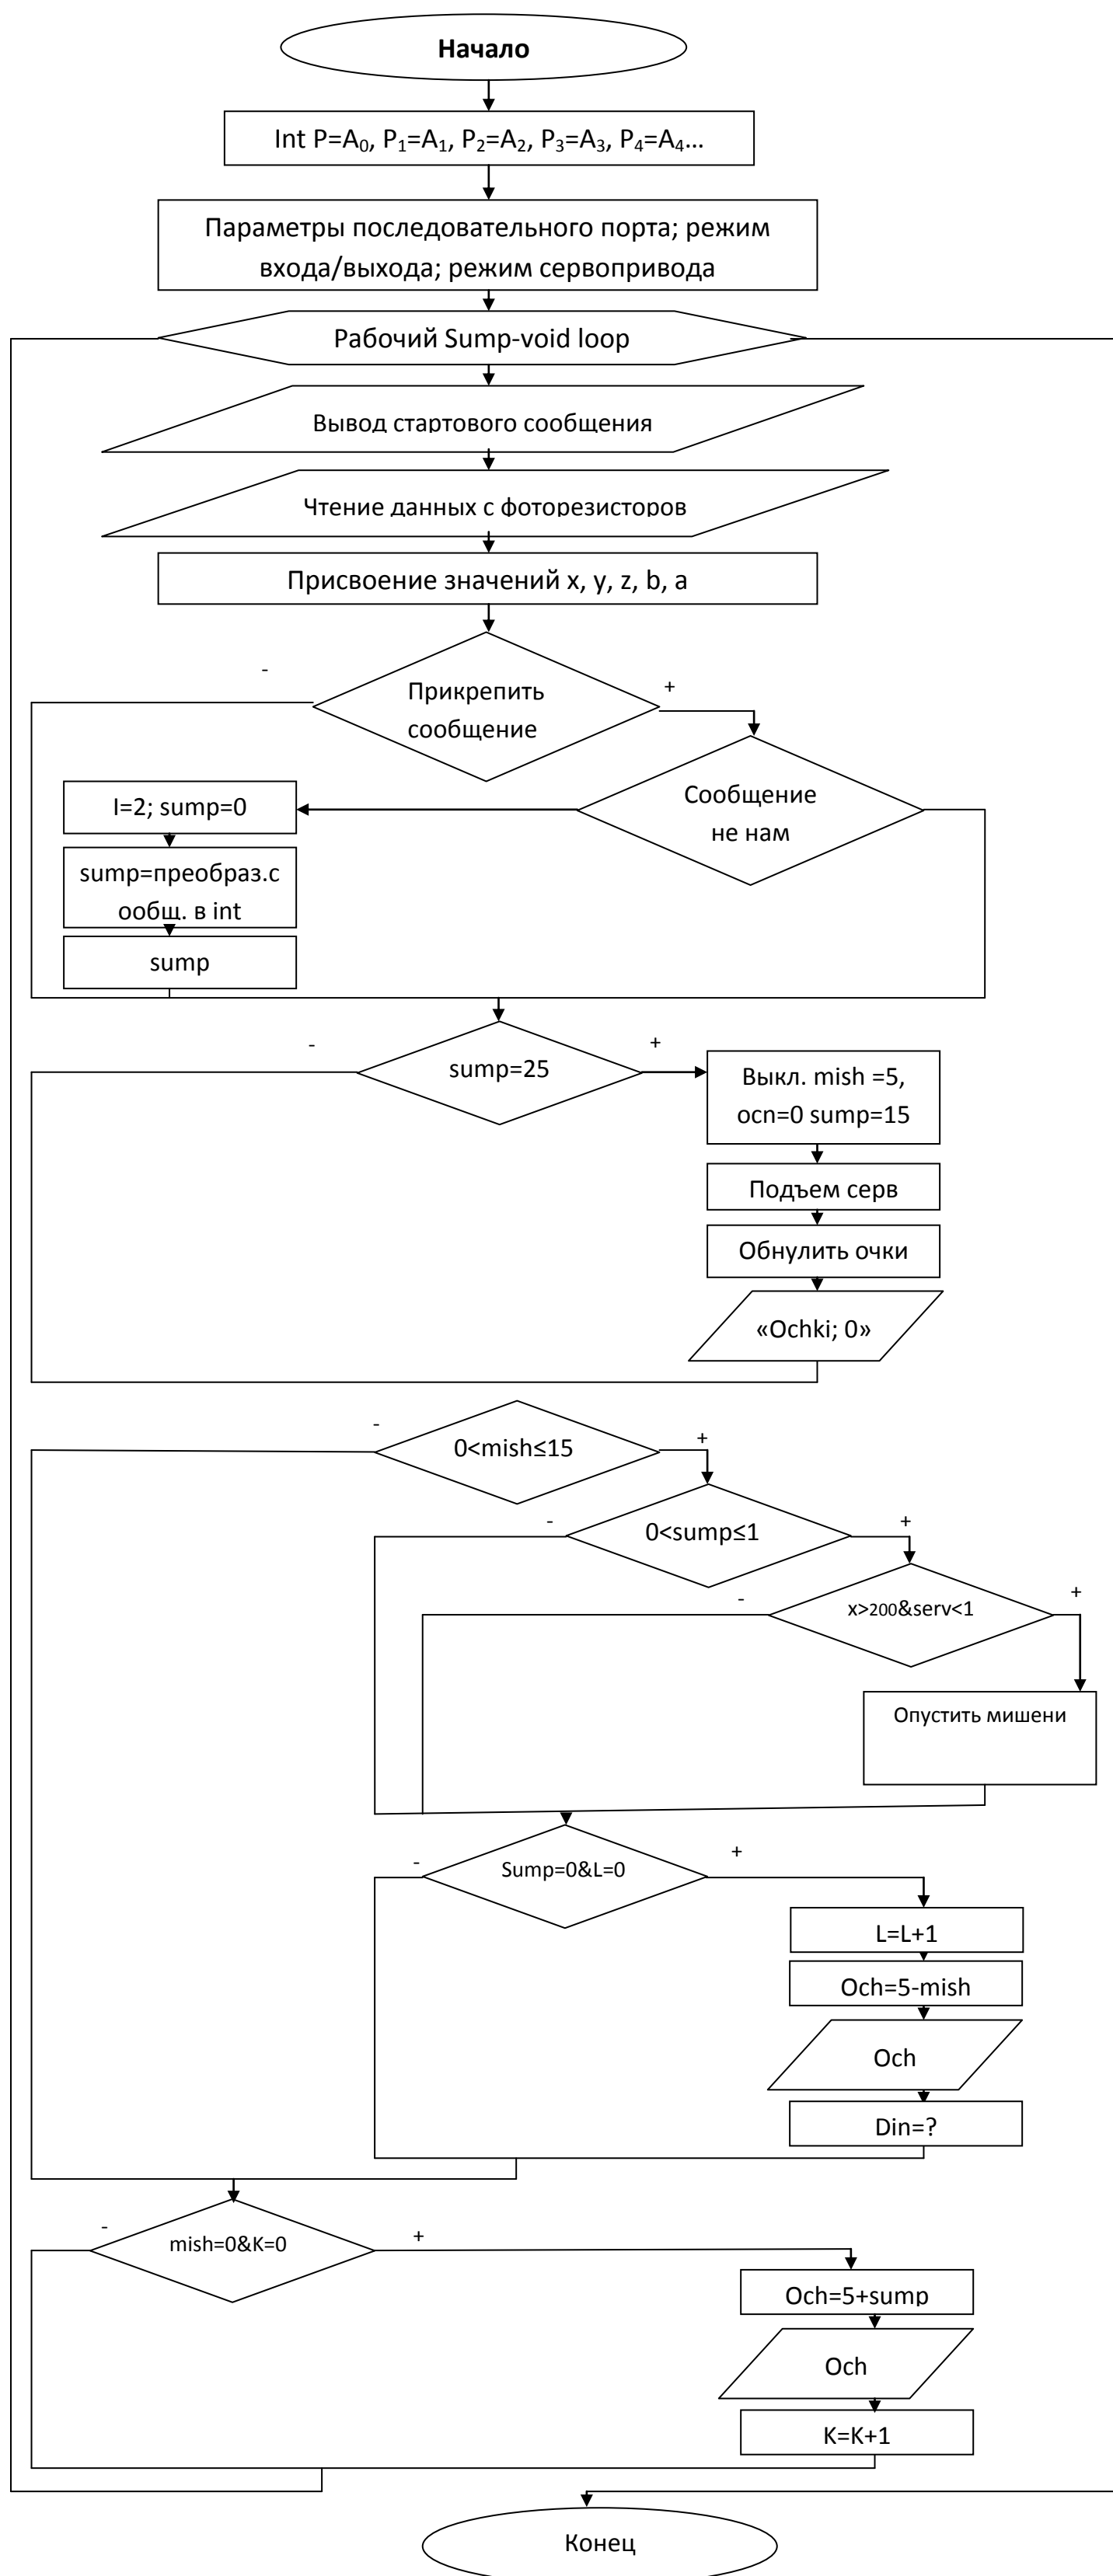 Начало
Int P=A₀, P₁=A₁, P₂=A₂, P₃=A₃, P₄=A₄...
Параметры последовательного порта; режим
входа/выхода; режим сервопривода
Рабочий Sump-void loop
Вывод стартового сообщения
Чтение данных с фоторезисторов
Присвоение значений x, y, z, b, a
-
Прикрепить
сообщение
+
Сообщение
не нам
I=2; sump=0
sump=преобраз.с
ообщ. в int
sump
-
sump=25
+
Выкл. mish =5,
ocn=0 sump=15
Подъем серв
Обнулить очки
«Ochki; 0»
-
0<mish≤15
+
-
0<sump≤1
+
-
x>200&serv<1
+
Опустить мишени
-
Sump=0&L=0
+
L=L+1
Och=5-mish
Och
Din=?
-
mish=0&K=0
+
Och=5+sump
Och
K=K+1
Конец